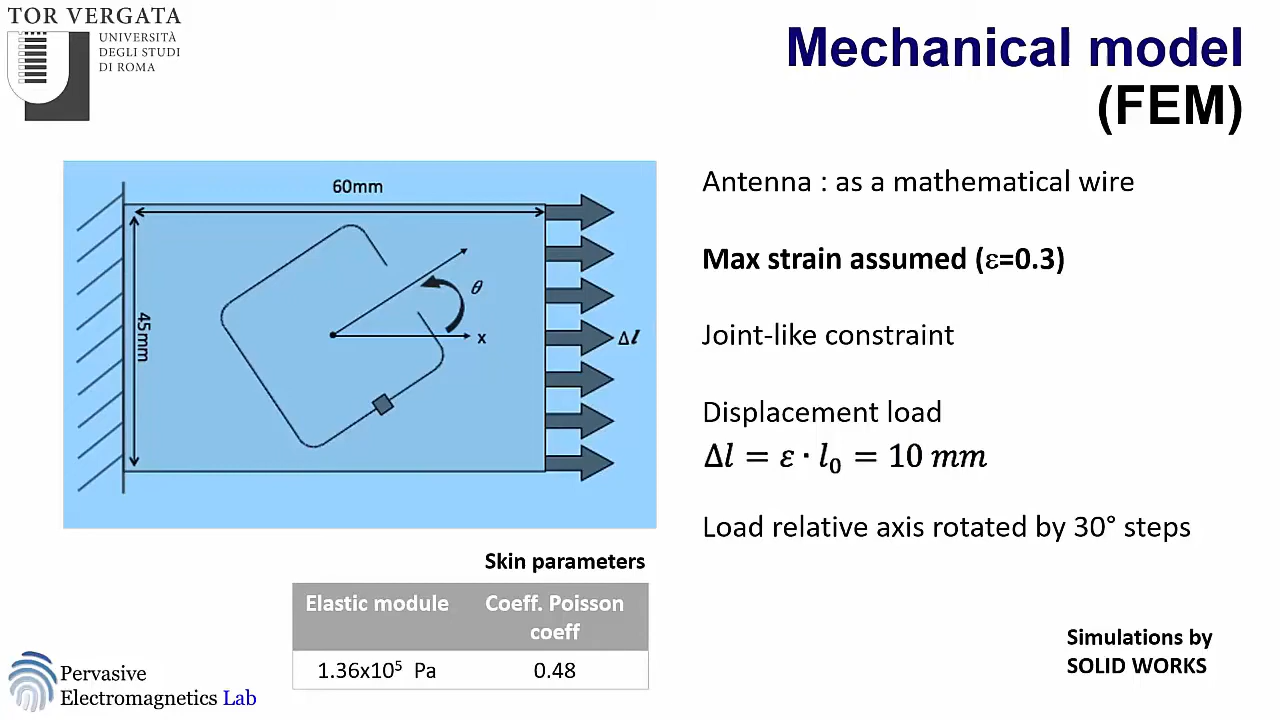 TOR VERGATA
UNIVERSITÀ
DEGLI STUDI
DI ROMA
Mechanical model
(FEM)
60mm
45mm
θ
x
Δl
Antenna : as a mathematical wire
Max strain assumed (ε=0.3)
Joint-like constraint
Displacement load
Δl = ε · l₀ = 10 mm
Load relative axis rotated by 30° steps
Skin parameters
Elastic module Coeff. Poisson
coeff
1.36x10⁵ Pa 0.48
Simulations by
SOLID WORKS
Pervasive
Electromagnetics Lab